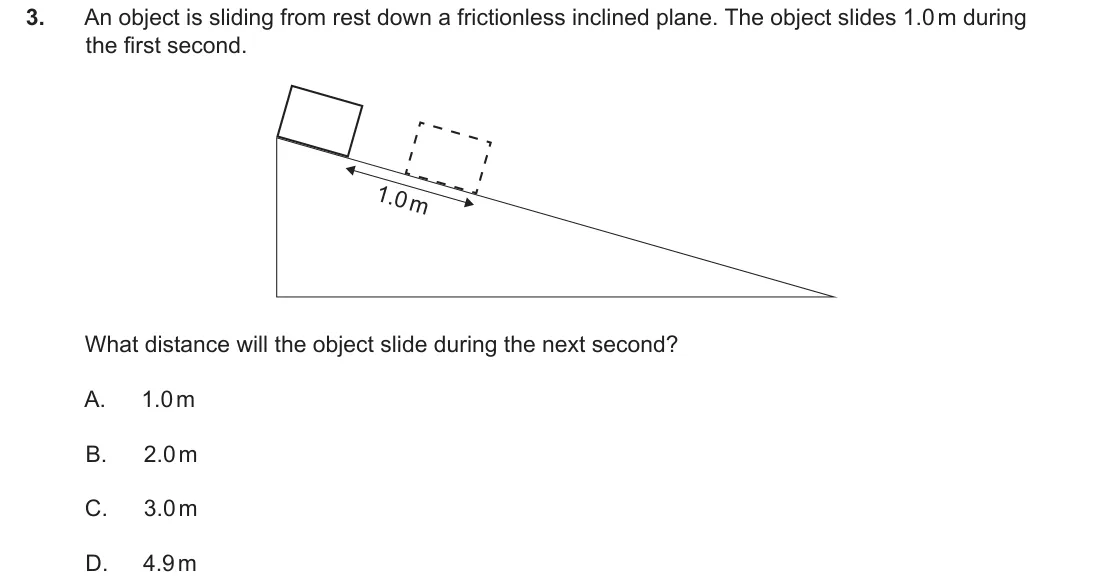 3. An object is sliding from rest down a frictionless inclined plane. The object slides 1.0 m during
the first second.
1.0 m
What distance will the object slide during the next second?
A. 1.0 m
B. 2.0 m
C. 3.0 m
D. 4.9 m